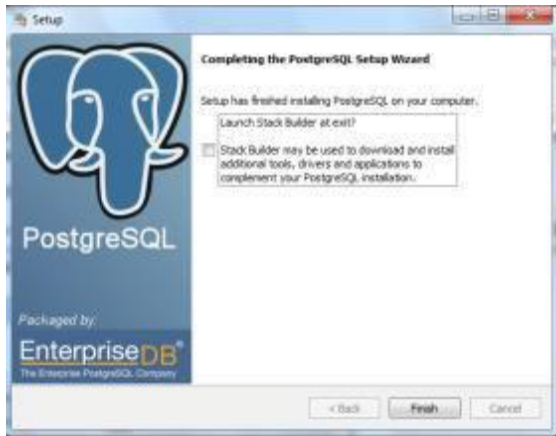 Setup
Completing the PostgreSQL Setup Wizard
Setup has finished installing PostgreSQL on your computer.
Launch Stack Builder at exit?
Stack Builder may be used to download and install
additional tools, drivers and applications to
complement your PostgreSQL installation.
PostgreSQL
Packaged by:
EnterpriseDB®
The Enterprise PostgreSQL Company
< Back
Finish
Cancel